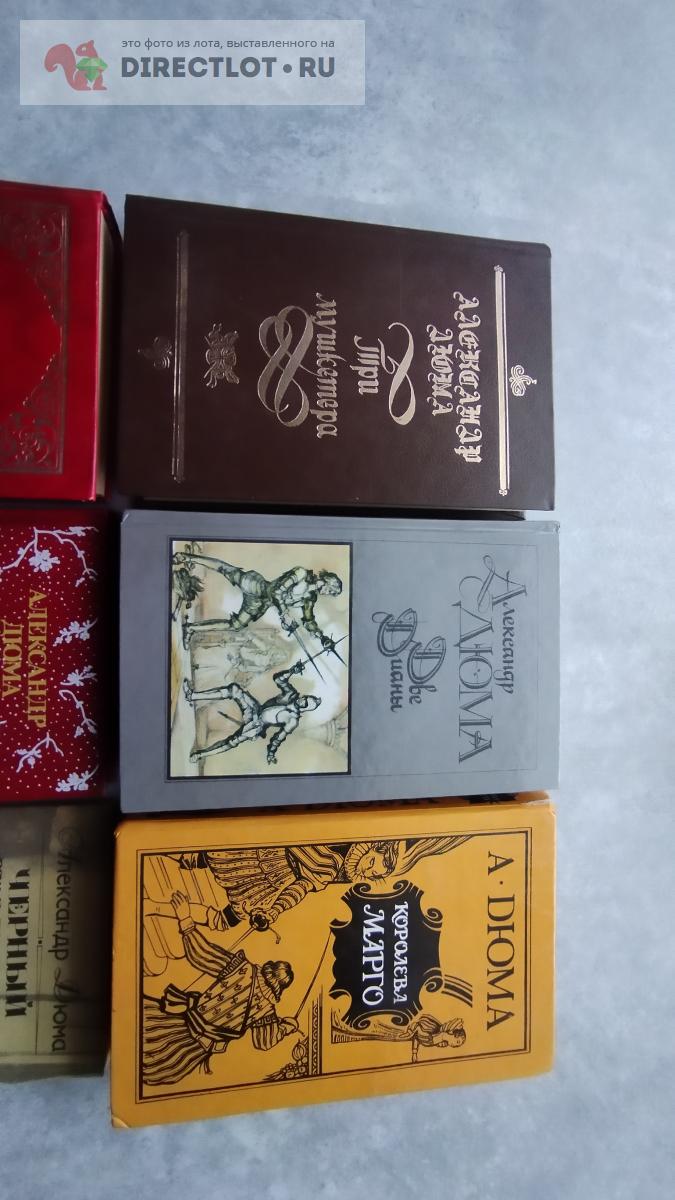 это фото из лота, выставленного на
DIRECTLOT.RU
АЛЕКСАНДР
ДЮМА
Три
мушкетера
Александр
ДЮМА
Две
Дианы
А·ДЮМА
КОРОЛЕВА
МАРГО
АЛЕКСАНДР
ДЮМА
Александр Дюма
ЧЕРНЫЙ